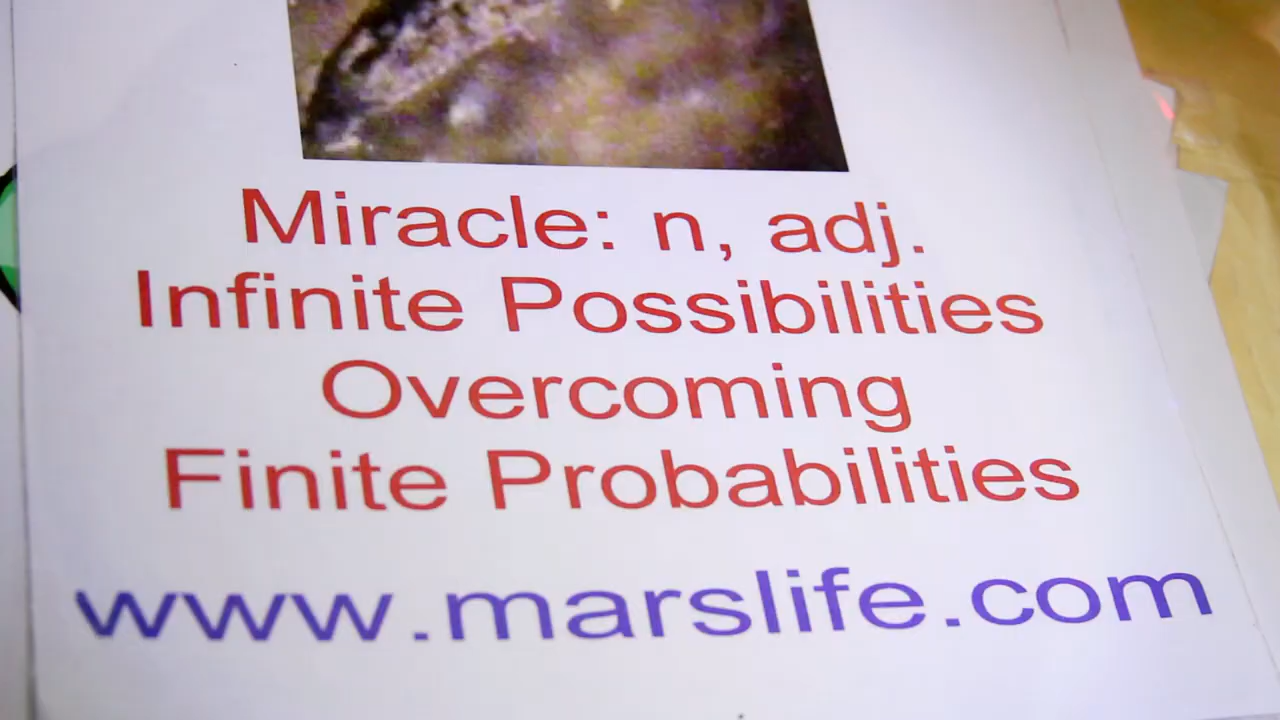 Miracle: n, adj.
Infinite Possibilities
Overcoming
Finite Probabilities
www.marslife.com